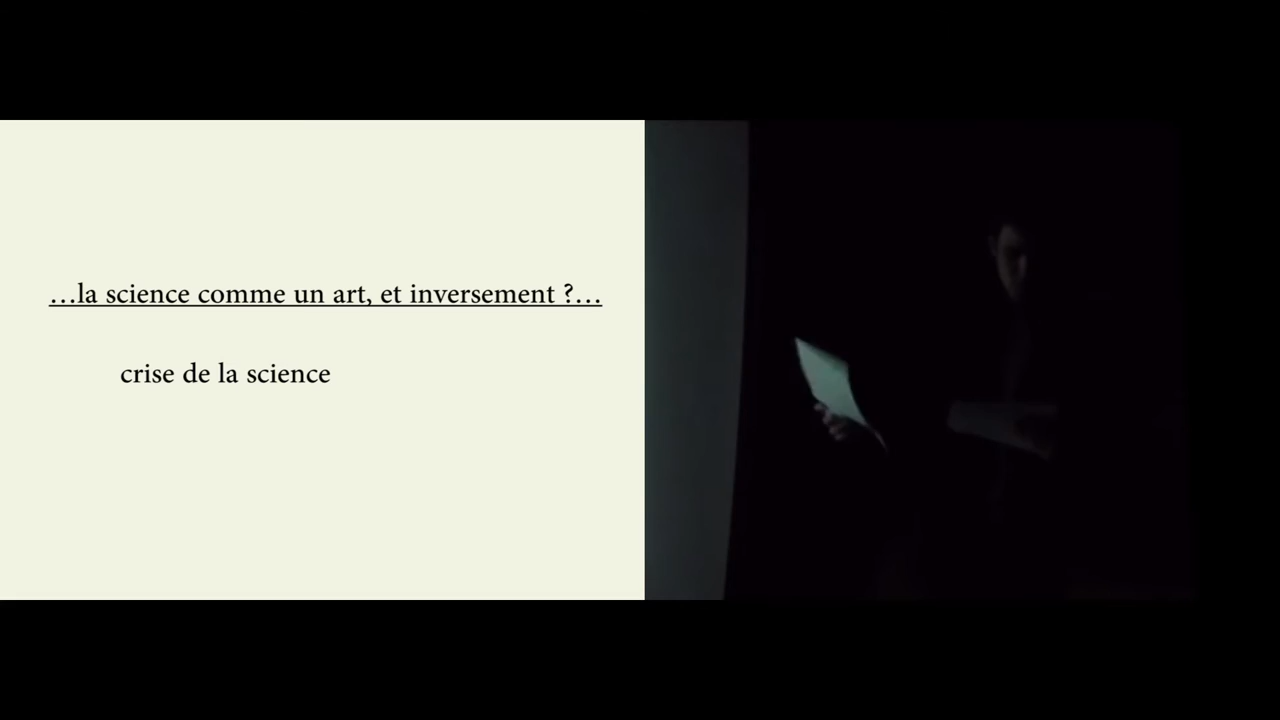 …la science comme un art, et inversement ?…
crise de la science